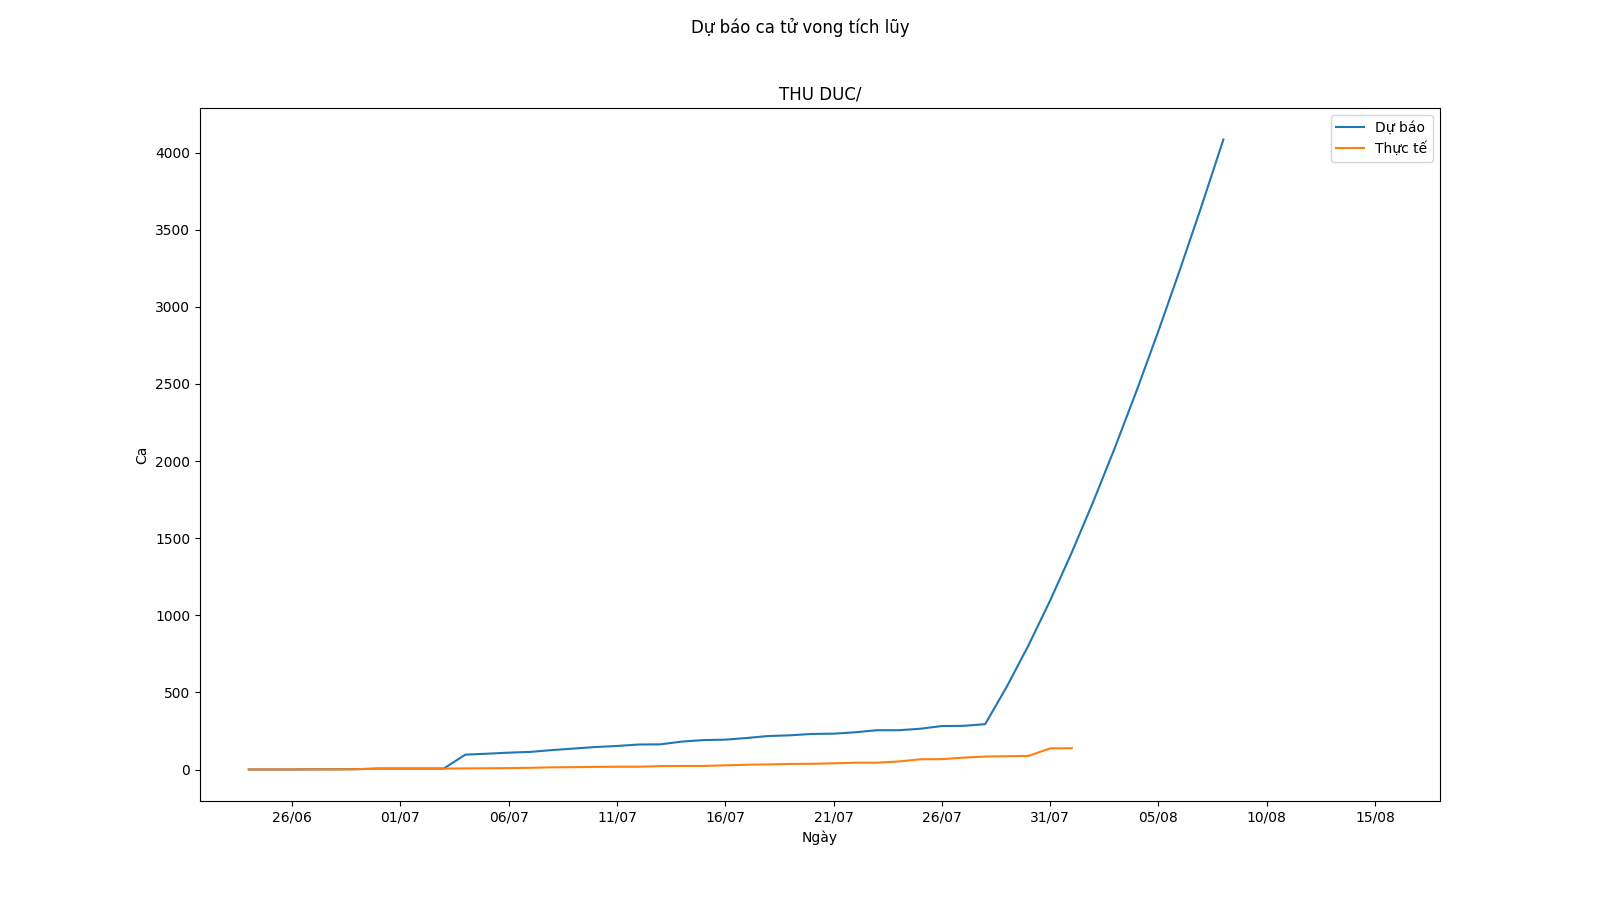 Dự báo ca tử vong tích lũy
THU DUC/
Dự báo
Thực tế
4000
3500
3000
2500
2000
1500
1000
500
0
Ca
26/06 01/07 06/07 11/07 16/07 21/07 26/07 31/07 05/08 10/08 15/08
Ngày